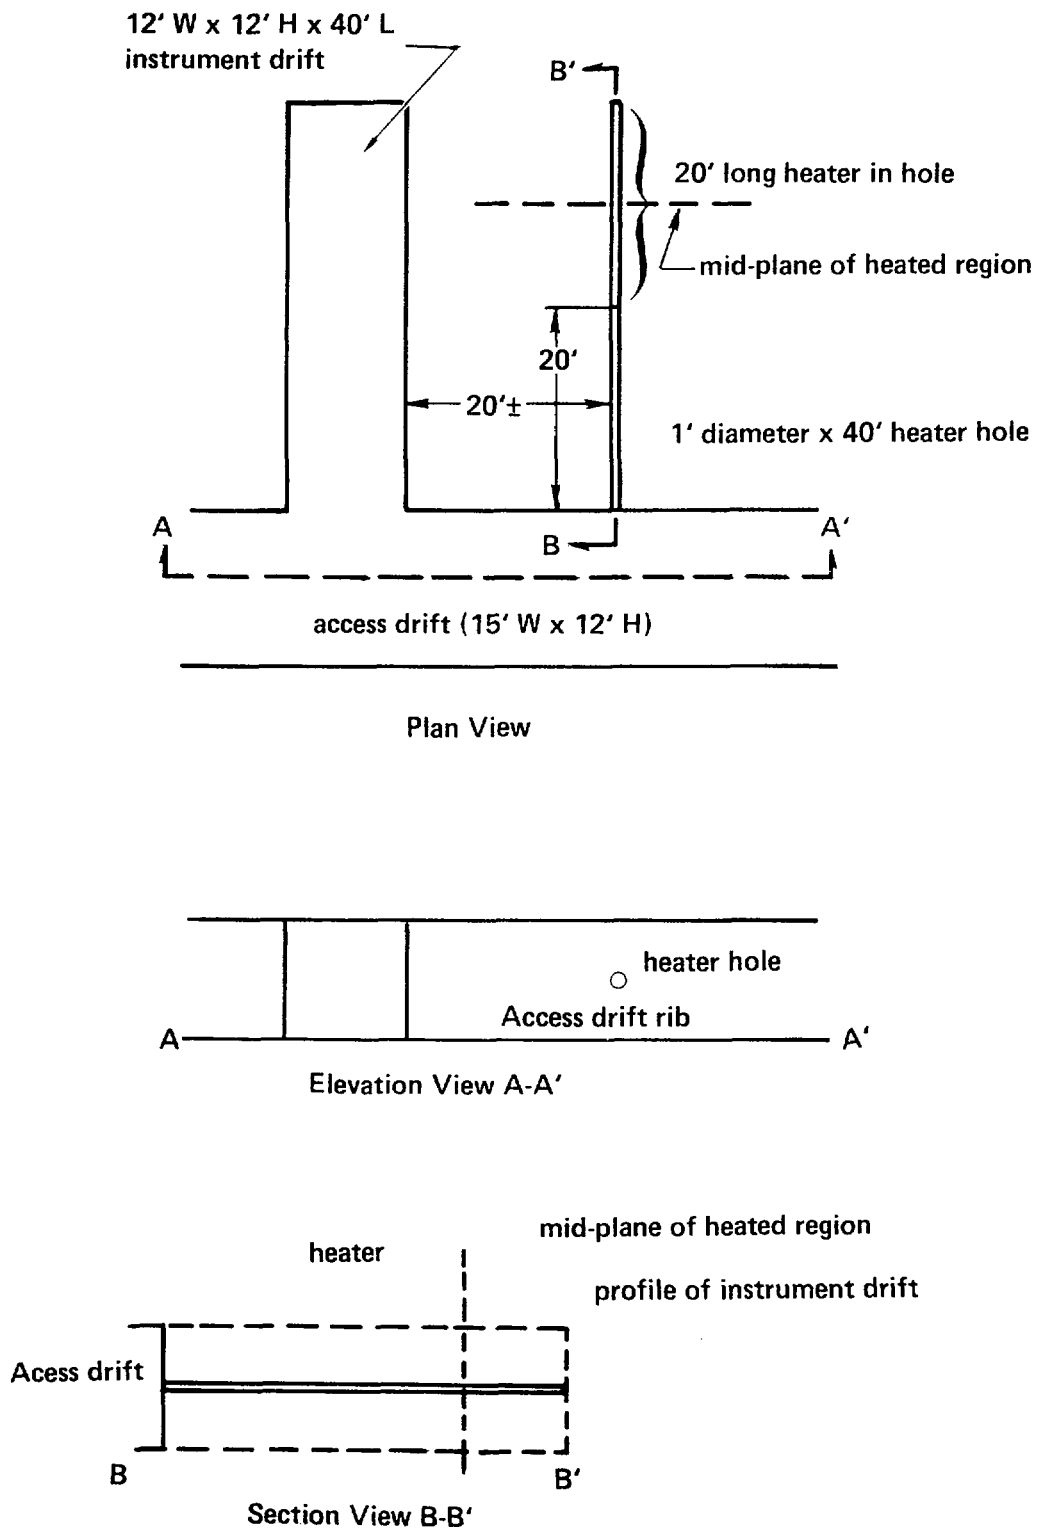 12' W x 12' H x 40' L
instrument drift
B'
20' long heater in hole
mid-plane of heated region
20'
20'±
1' diameter x 40' heater hole
A
A'
B
access drift (15' W x 12' H)
Plan View
heater hole
Access drift rib
A
A'
Elevation View A-A'
mid-plane of heated region
heater
profile of instrument drift
Acess drift
B
B'
Section View B-B'